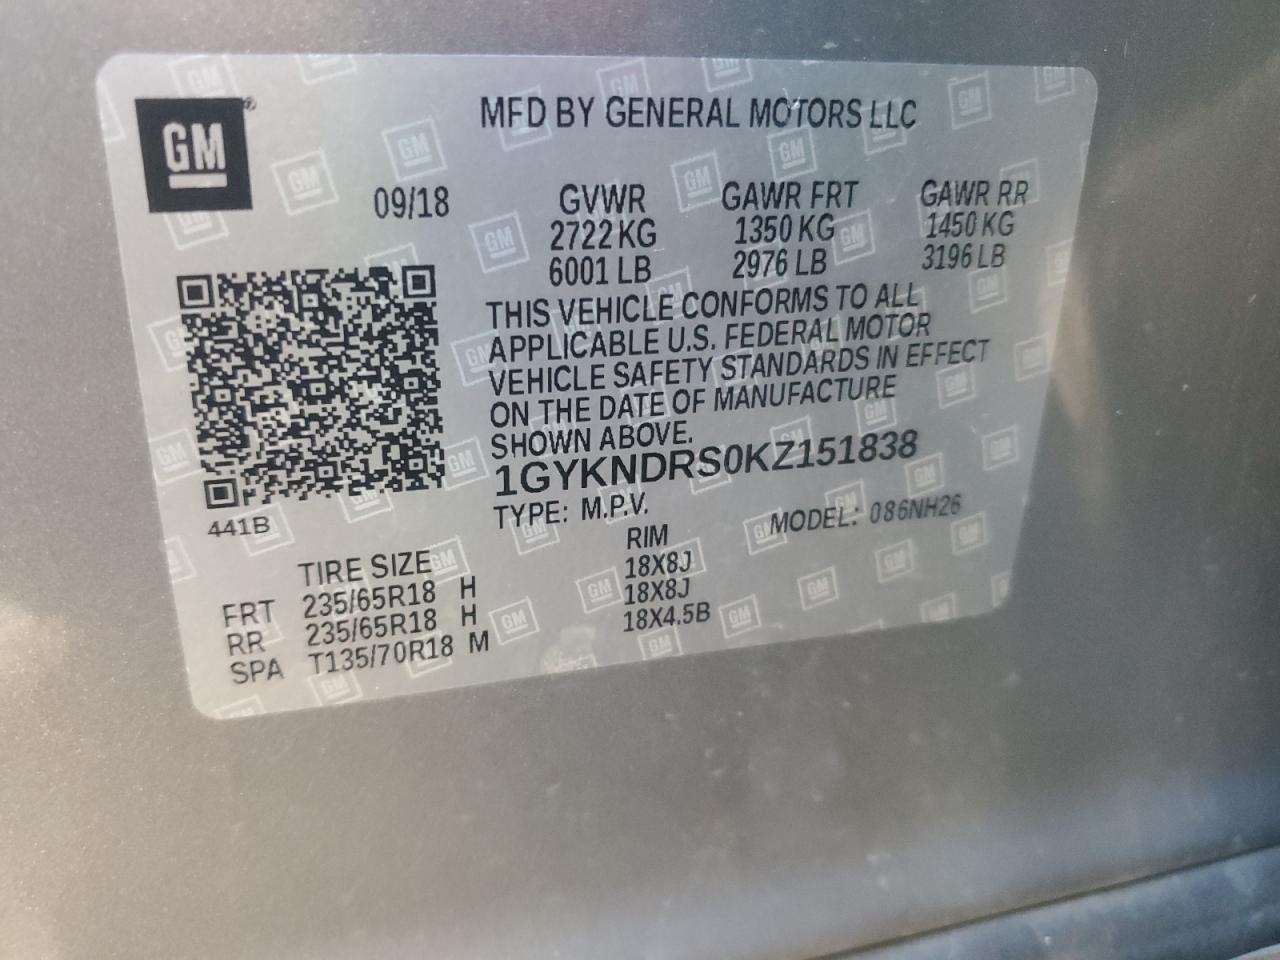 GM
MFD BY GENERAL MOTORS LLC
09/18 GVWR GAWR FRT GAWR RR
2722 KG 1350 KG 1450 KG
6001 LB 2976 LB 3196 LB
THIS VEHICLE CONFORMS TO ALL
APPLICABLE U.S. FEDERAL MOTOR
VEHICLE SAFETY STANDARDS IN EFFECT
ON THE DATE OF MANUFACTURE
SHOWN ABOVE.
1GYKNDRS0KZ151838
TYPE: M.P.V. MODEL: 086NH26
441B
TIRE SIZE RIM
FRT 235/65R18 H 18X8J
RR 235/65R18 H 18X8J
SPA T135/70R18 M 18X4.5B